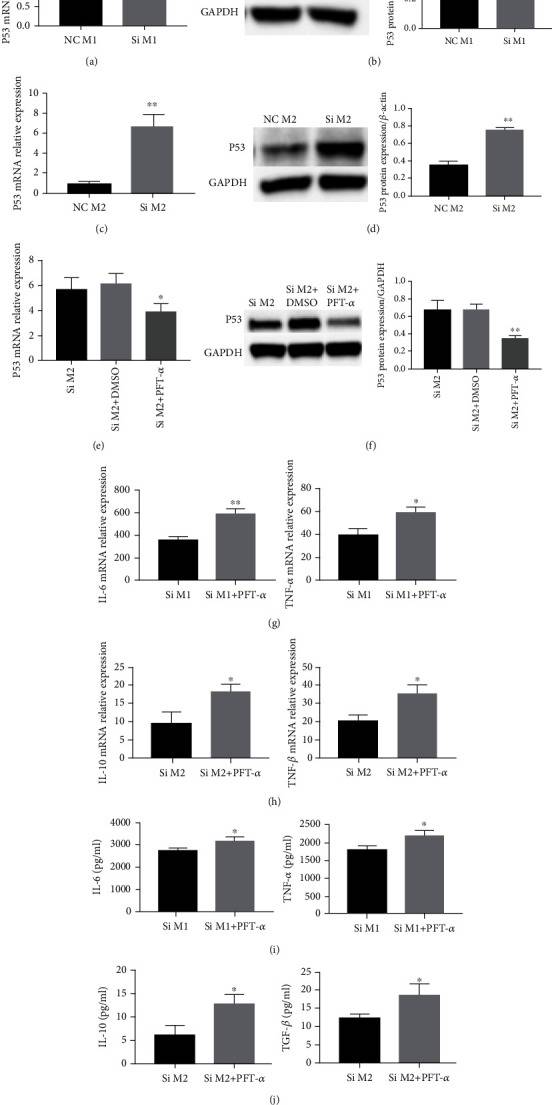 P53 mR
0.5
0.0
NC M1 Si M1
(a)
GAPDH
P53 protein
0.0
NC M1 Si M1
(b)
P53 mRNA relative expression
10
8
6
4
2
0
**
NC M2 Si M2
(c)
NC M2 Si M2
P53
GAPDH
P53 protein expression/β-actin
1.0
0.8
0.6
0.4
0.2
0.0
**
NC M2 Si M2
(d)
P53 mRNA relative expression
8
6
4
2
0
*
Si M2
Si M2+DMSO
Si M2+PFT-α
(e)
Si M2 Si M2+ DMSO Si M2+ PFT-α
P53
GAPDH
P53 protein expression/GAPDH
1.0
0.8
0.6
0.4
0.2
0.0
**
Si M2
Si M2+DMSO
Si M2+PFT-α
(f)
IL-6 mRNA relative expression
800
600
400
200
0
**
Si M1 Si M1+PFT-α
TNF-α mRNA relative expression
80
60
40
20
0
*
Si M1 Si M1+PFT-α
(g)
IL-10 mRNA relative expression
25
20
15
10
5
0
*
Si M2 Si M2+PFT-α
TNF-β mRNA relative expression
50
40
30
20
10
0
*
Si M2 Si M2+PFT-α
(h)
IL-6 (pg/ml)
4000
3000
2000
1000
0
*
Si M1 Si M1+PFT-α
TNF-α (pg/ml)
2500
2000
1500
1000
500
0
*
Si M1 Si M1+PFT-α
(i)
IL-10 (pg/ml)
20
15
10
5
0
*
Si M2 Si M2+PFT-α
TGF-β (pg/ml)
25
20
15
10
5
0
*
Si M2 Si M2+PFT-α
(j)